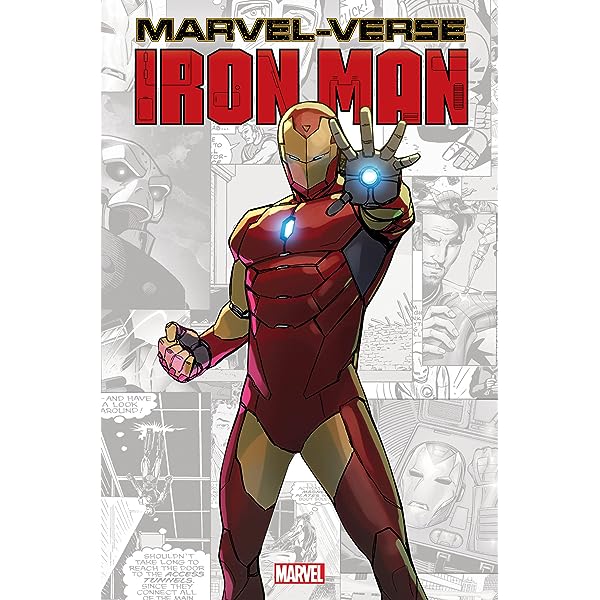 MARVEL-VERSE
IRON MAN
CLICK!
-AND HAVE
A LOOK
AROUND!
SHOULDN'T
TAKE LONG TO
REACH THE DOOR
TO THE ACCESS
TUNNELS,
SINCE THEY
CONNECT ALL
OF THE MAIN
MARVEL